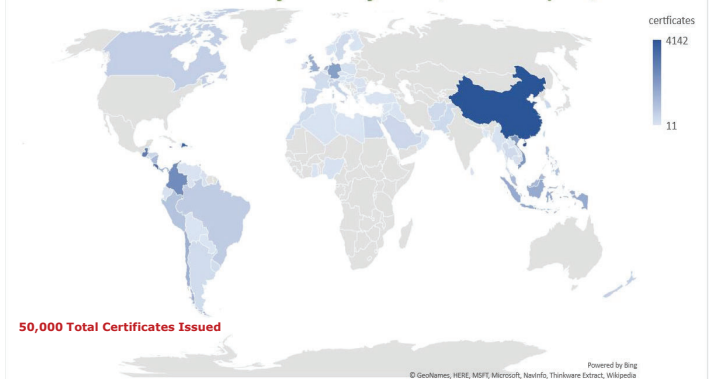 certficates
4142
11
50,000 Total Certificates Issued
Powered by Bing
© GeoNames, HERE, MSFT, Microsoft, NavInfo, Thinkware Extract, Wikipedia